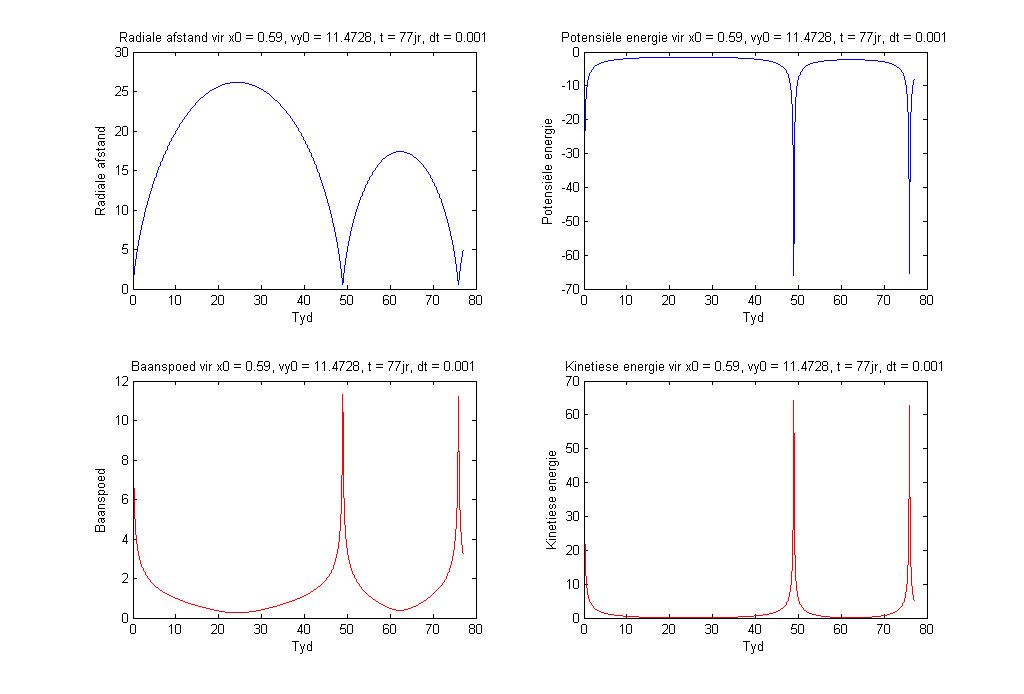 Radiale afstand vir x0 = 0.59, vy0 = 11.4728, t = 77jr, dt = 0.001
30
25
20
15
10
5
0
Radiale afstand
0 10 20 30 40 50 60 70 80
Tyd
Potensiële energie vir x0 = 0.59, vy0 = 11.4728, t = 77jr, dt = 0.001
0
-10
-20
-30
-40
-50
-60
-70
Potensiële energie
0 10 20 30 40 50 60 70 80
Tyd
Baanspoed vir x0 = 0.59, vy0 = 11.4728, t = 77jr, dt = 0.001
12
10
8
6
4
2
0
Baanspoed
0 10 20 30 40 50 60 70 80
Tyd
Kinetiese energie vir x0 = 0.59, vy0 = 11.4728, t = 77jr, dt = 0.001
70
60
50
40
30
20
10
0
Kinetiese energie
0 10 20 30 40 50 60 70 80
Tyd